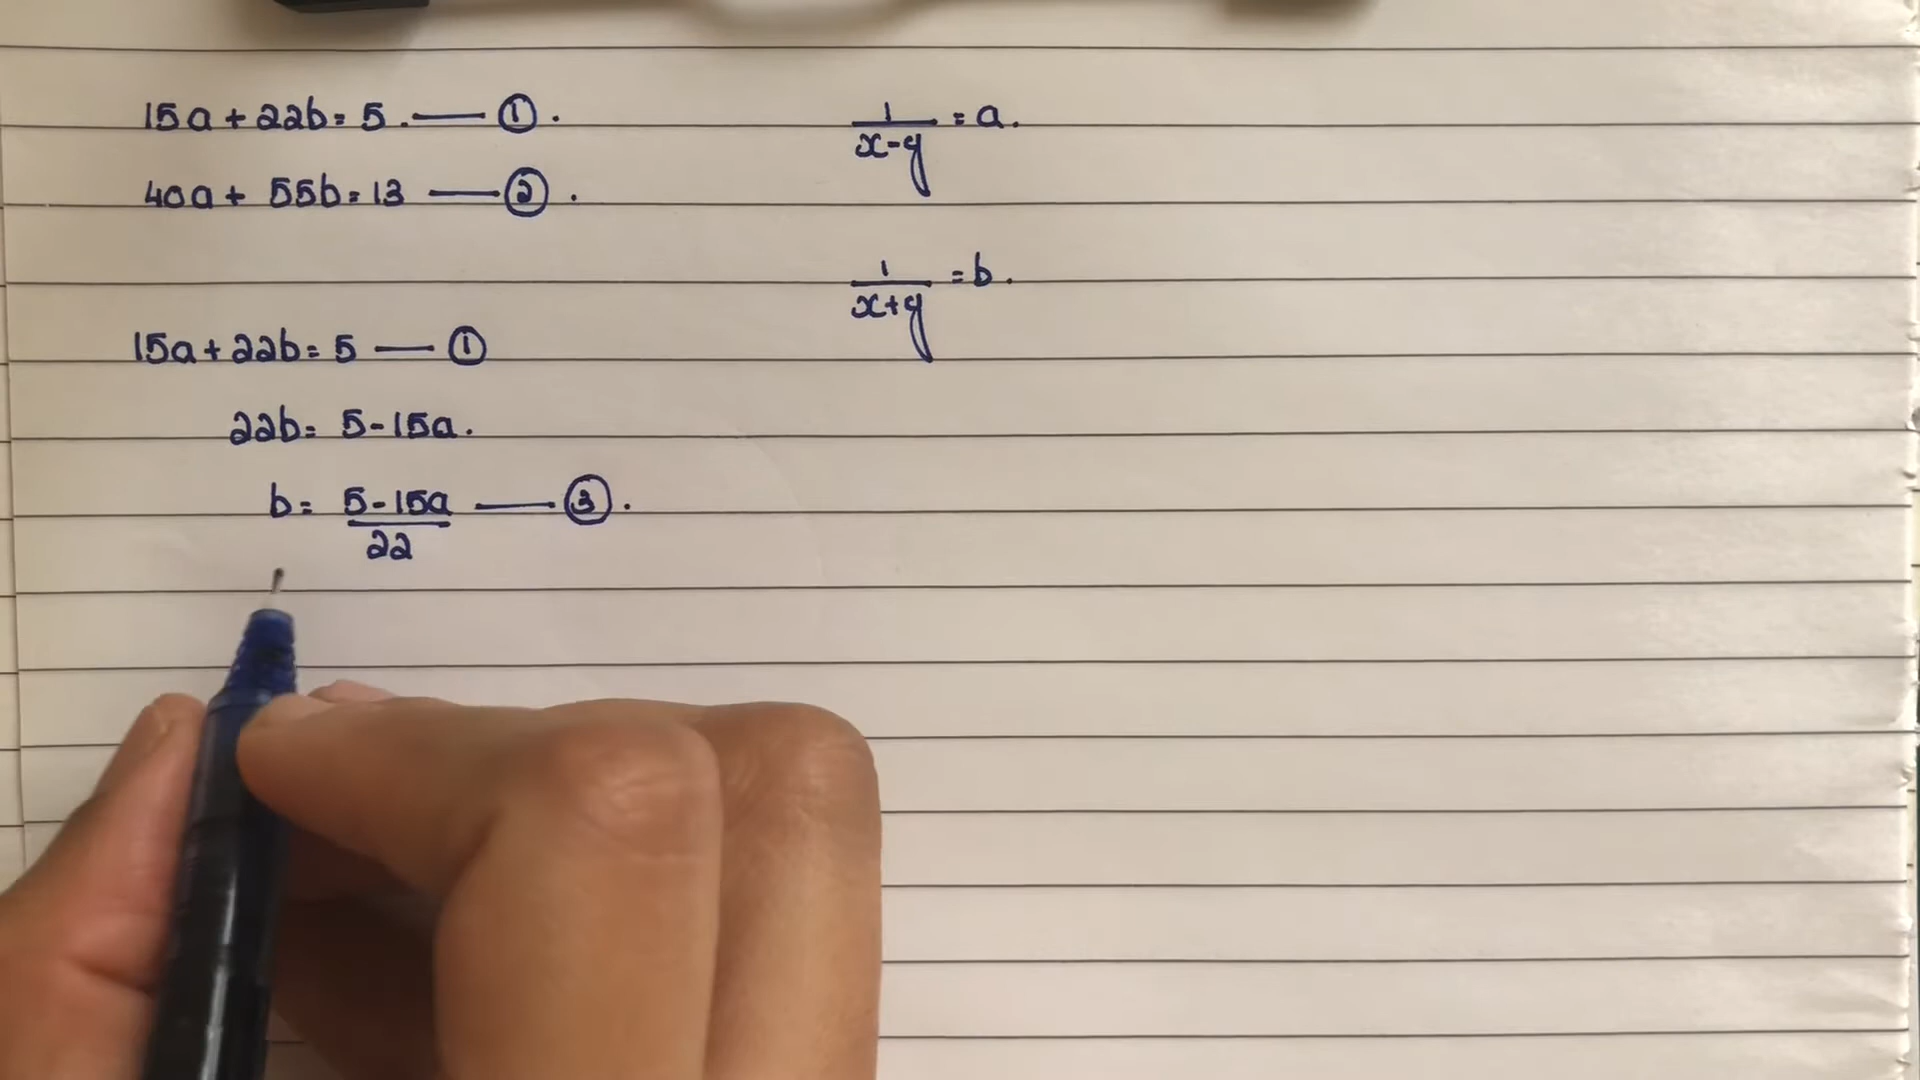 15a + 22b = 5. — ①.
40a + 55b = 13 — ②.
15a + 22b = 5 — ①
22b = 5 - 15a.
b = 5 - 15a — ③.
22
1
= a.
x - y
1
= b.
x + y